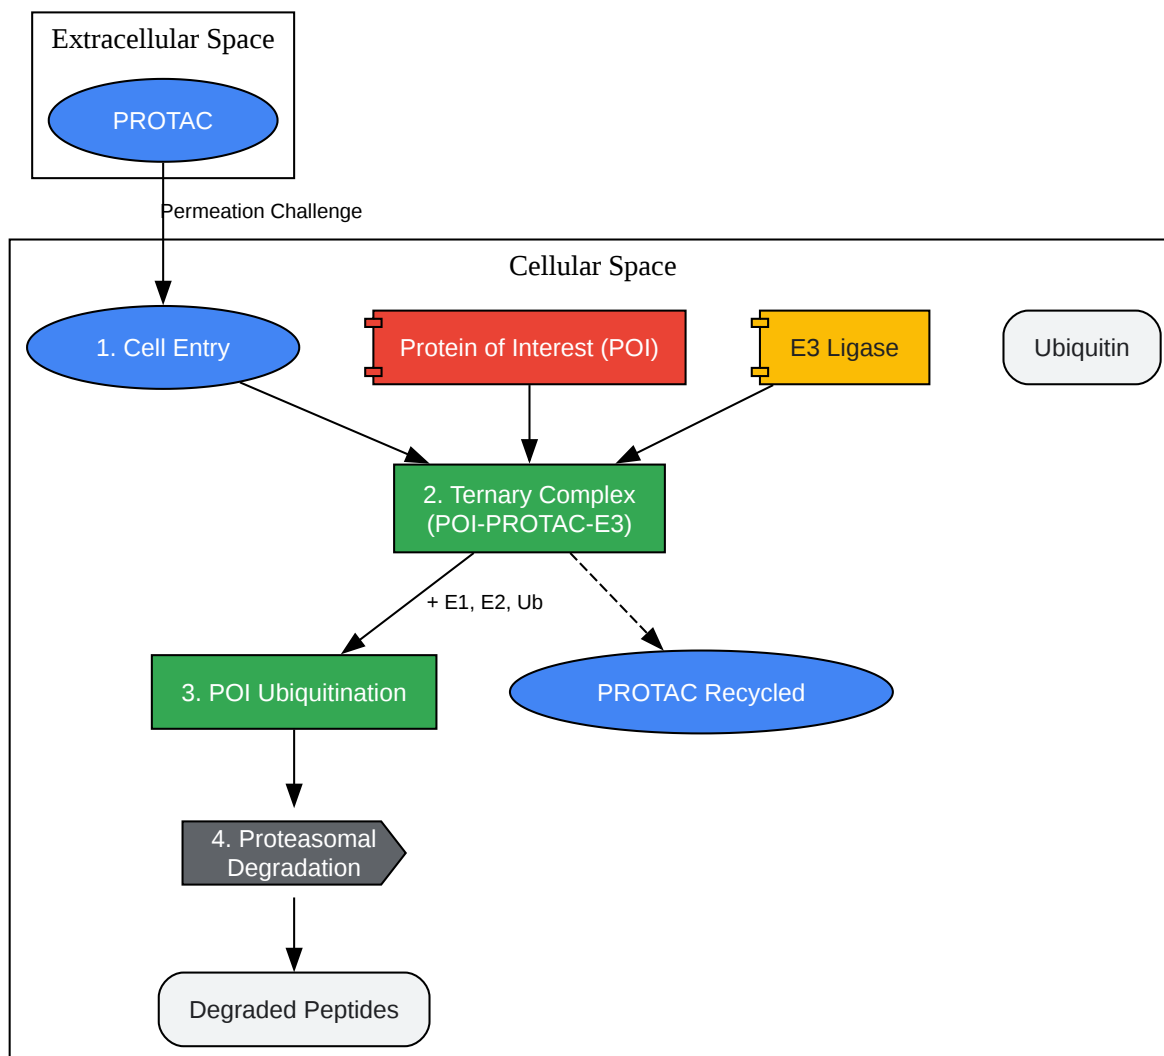 Extracellular Space
PROTAC
Permeation Challenge
Cellular Space
1. Cell Entry
Protein of Interest (POI)
E3 Ligase
Ubiquitin
2. Ternary Complex
(POI-PROTAC-E3)
+ E1, E2, Ub
3. POI Ubiquitination
PROTAC Recycled
4. Proteasomal
Degradation
Degraded Peptides